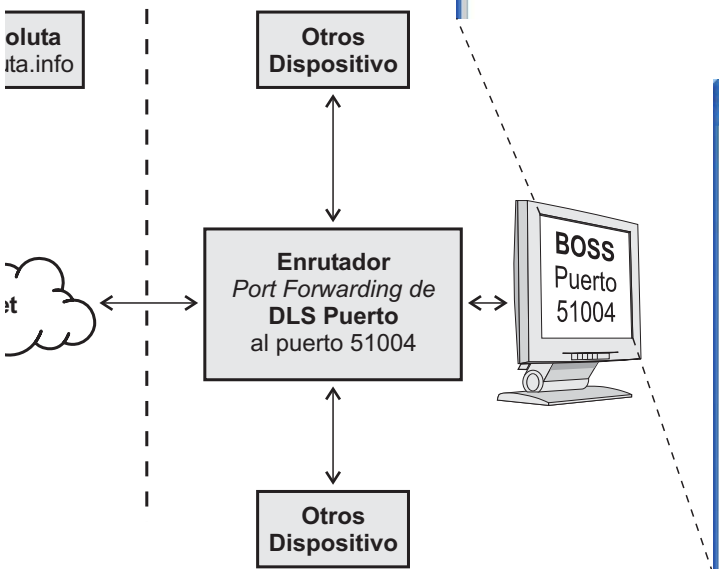 oluta
uta.info
Otros
Dispositivo
et
Enrutador
Port Forwarding de
DLS Puerto
al puerto 51004
BOSS
Puerto
51004
Otros
Dispositivo